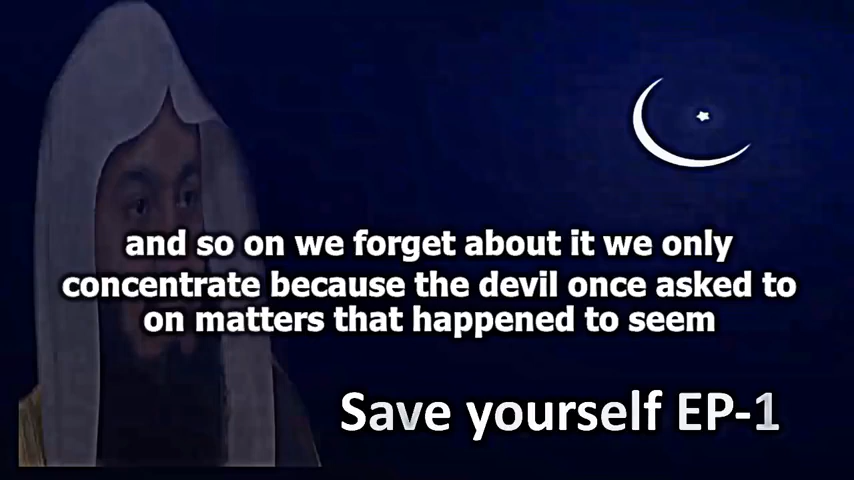 and so on we forget about it we only
concentrate because the devil once asked to
on matters that happened to seem
Save yourself EP-1